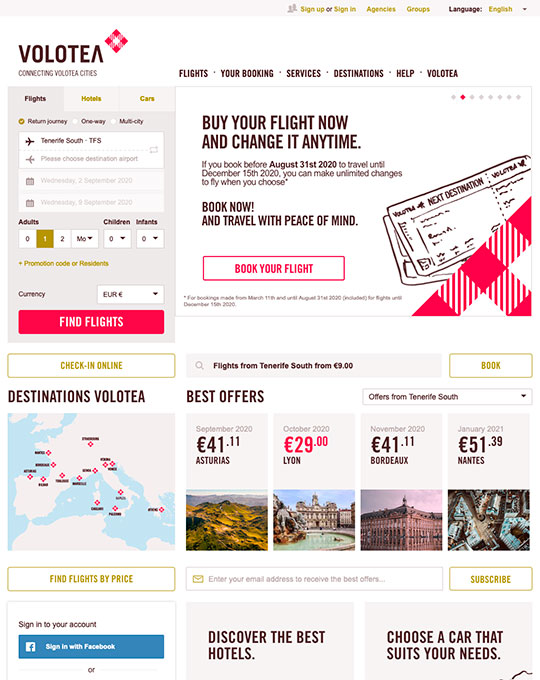 Sign up or Sign in
Agencies
Groups
Language: English
VOLOTEA
CONNECTING VOLOTEA CITIES
FLIGHTS · YOUR BOOKING · SERVICES · DESTINATIONS · HELP · VOLOTEA
Flights
Hotels
Cars
Return journey
One-way
Multi-city
Tenerife South - TFS
Please choose destination airport
Wednesday, 2 September 2020
Wednesday, 9 September 2020
Adults
Children
Infants
0 1 2 Mo 0 0
+ Promotion code or Residents
Currency
EUR €
FIND FLIGHTS
BUY YOUR FLIGHT NOW
AND CHANGE IT ANYTIME.
If you book before August 31st 2020 to travel until
December 15th 2020, you can make unlimited changes
to fly when you choose*
BOOK NOW!
AND TRAVEL WITH PEACE OF MIND.
BOOK YOUR FLIGHT
* For bookings made from March 11th and until August 31st 2020 (included) for flights until
December 15th 2020.
VOLOTEA
NEXT DESTINATION
VOLOTEA
CHECK-IN ONLINE
Flights from Tenerife South from €9.00
BOOK
DESTINATIONS VOLOTEA
STRASBOURG
NANTES
BORDEAUX
ASTURIAS
BILBAO
TOULOUSE
MARSEILLE
GENOA
VERONA
VENICE
NAPLES
CAGLIARI
PALERMO
ATHENS
BEST OFFERS
Offers from Tenerife South
September 2020
€41.11
ASTURIAS
October 2020
€29.00
LYON
November 2020
€41.11
BORDEAUX
January 2021
€51.39
NANTES
FIND FLIGHTS BY PRICE
Enter your email address to receive the best offers...
SUBSCRIBE
Sign in to your account
Sign in with Facebook
or
DISCOVER THE BEST
HOTELS.
CHOOSE A CAR THAT
SUITS YOUR NEEDS.